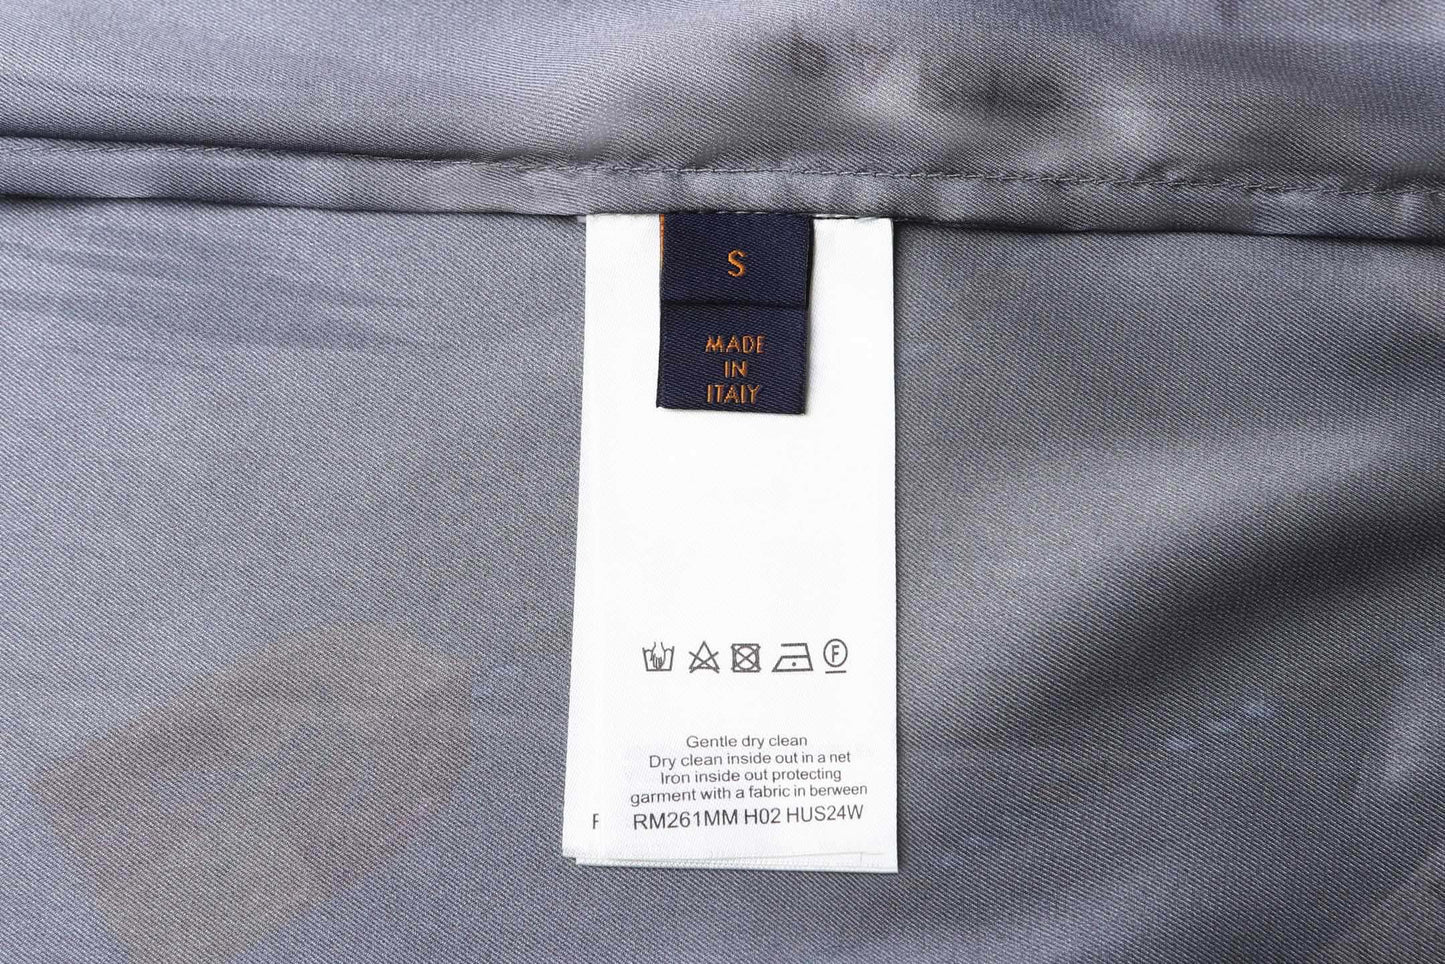 S
MADE
IN
ITALY
F
Gentle dry clean
Dry clean inside out in a net
Iron inside out protecting
garment with a fabric in berween
F RM261MM H02 HUS24W